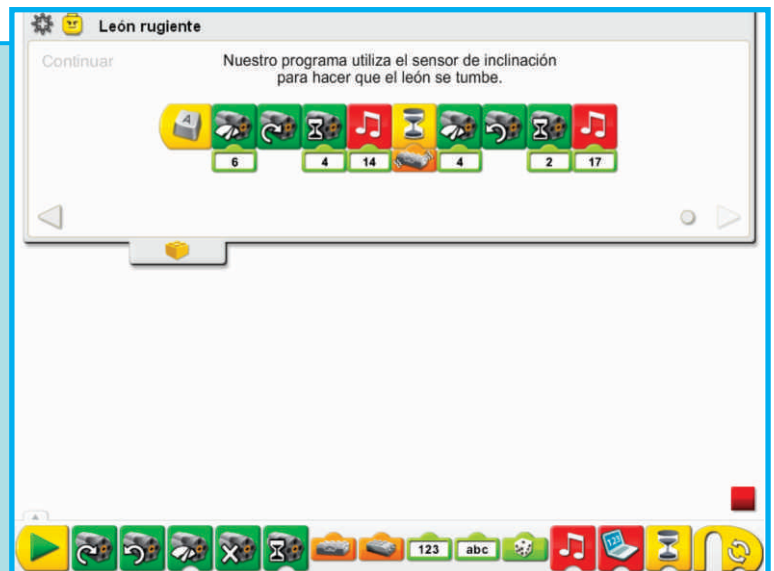 León rugiente
Continuar
Nuestro programa utiliza el sensor de inclinación
para hacer que el león se tumbe.
A
6 4 14 4 2 17
123 abc
123